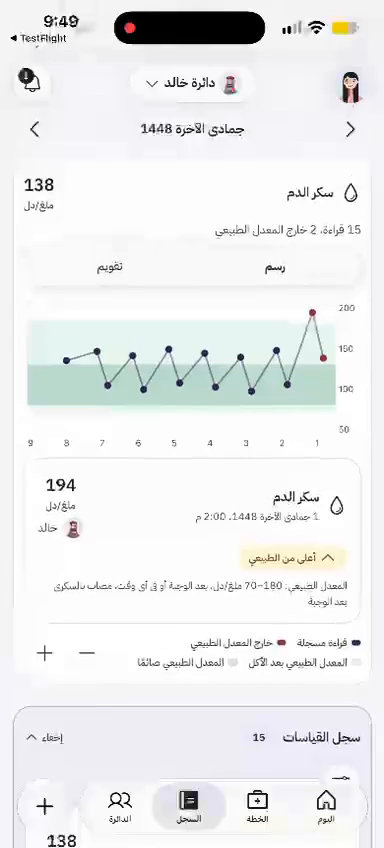 9:49
◀ TestFlight
دائرة خالد
جمادى الآخرة 1448
سكر الدم
138
ملغ/دل
15 قراءة، 2 خارج المعدل الطبيعي
رسم
تقويم
200
150
100
50
1 2 3 4 5 6 7 8 9
سكر الدم
194
ملغ/دل
1 جمادى الآخرة 1448، 2:00 م
خالد
أعلى من الطبيعي
المعدل الطبيعي: 180–70 ملغ/دل، بعد الوجبة أو في أي وقت، مصاب بالسكري
بعد الوجبة
قراءة مسجلة
خارج المعدل الطبيعي
المعدل الطبيعي بعد الأكل
المعدل الطبيعي صائمًا
سجل القياسات
15
إخفاء
اليوم
الخطة
السجل
الدائرة
138